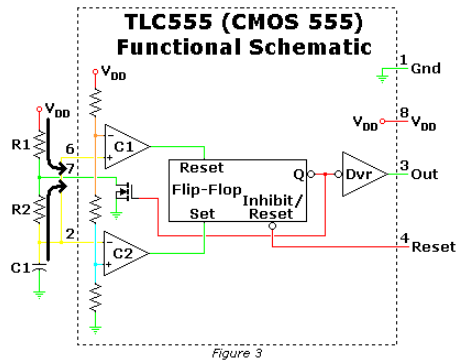 TLC555 (CMOS 555)
Functional Schematic
1
Gnd
VDD
VDD
8
VDD VDD
R1
6
C1
7
Reset
Q
Dvr
3
Out
Flip-Flop
R2
Inhibit/
Reset
Set
2
4
Reset
C1
C2
Figure 3